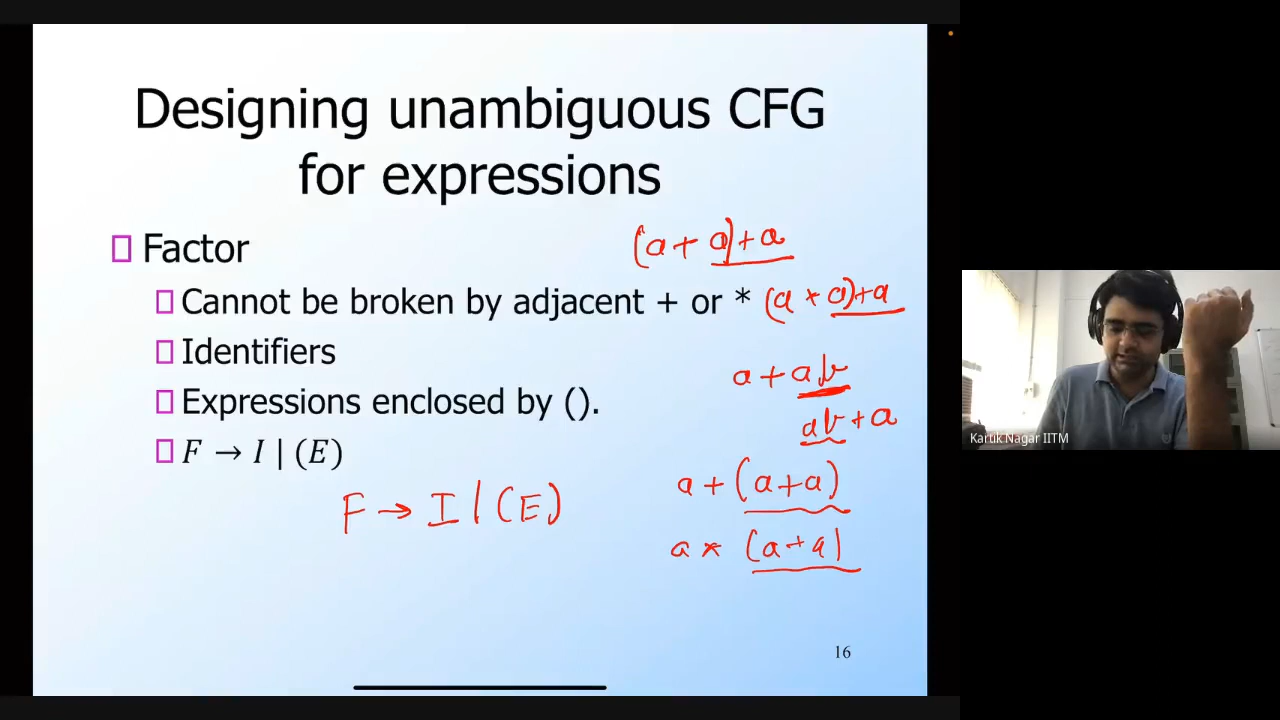 Designing unambiguous CFG
for expressions
Factor
(a + a) + a
Cannot be broken by adjacent + or *
(a * a) + a
Identifiers
a + ab
Expressions enclosed by ().
ab + a
F → I | (E)
a + (a + a)
F → I | (E)
a * (a + a)
16
Kartik Nagar IITM